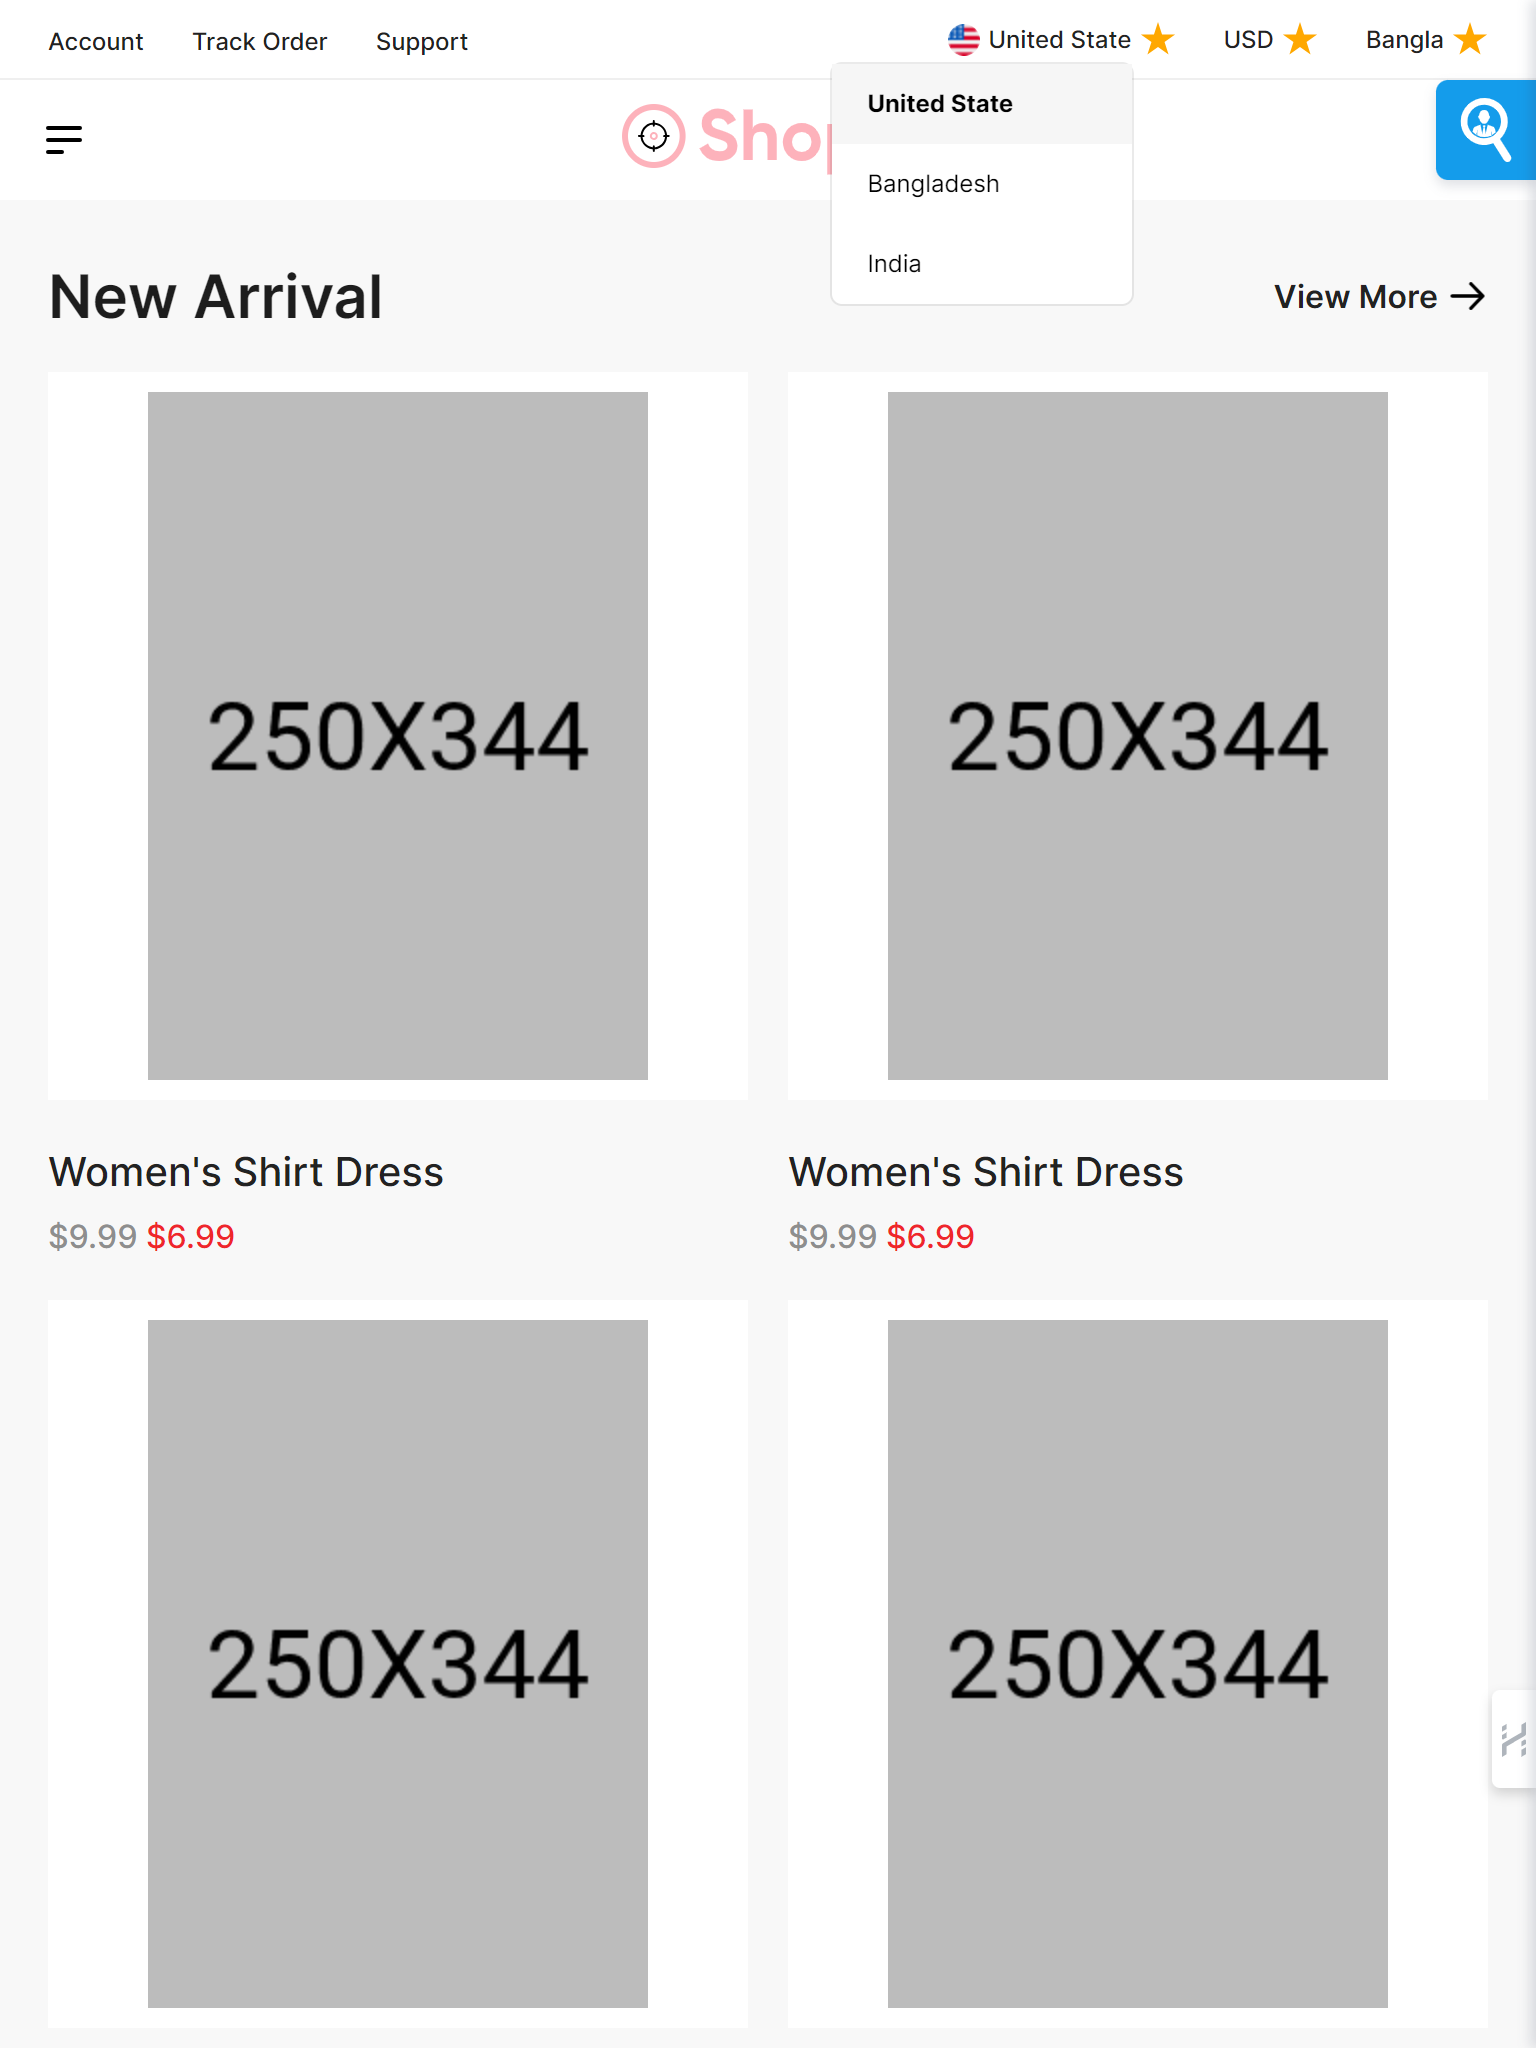 Account Track Order Support United State USD Bangla
United State
Bangladesh
India
New Arrival View More
250X344 250X344
Women's Shirt Dress Women's Shirt Dress
$9.99 $6.99 $9.99 $6.99
250X344 250X344